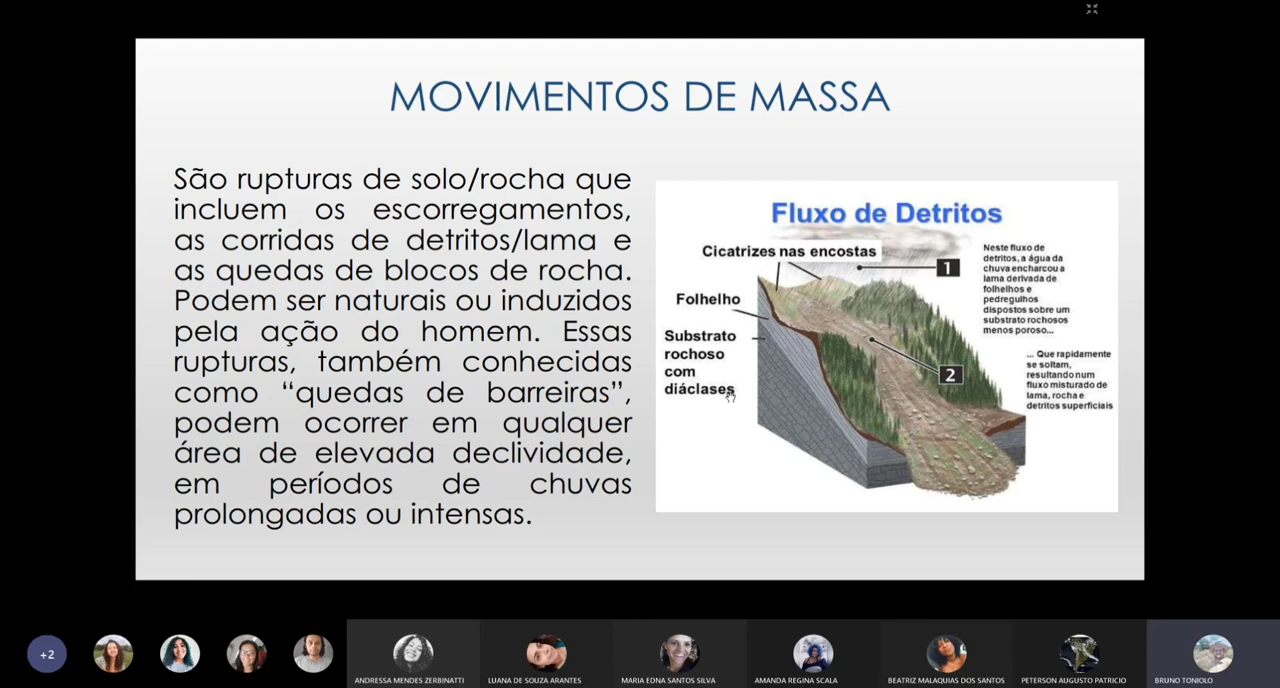 MOVIMENTOS DE MASSA
São rupturas de solo/rocha que
incluem os escorregamentos,
as corridas de detritos/lama e
as quedas de blocos de rocha.
Podem ser naturais ou induzidos
pela ação do homem. Essas
rupturas, também conhecidas
como “quedas de barreiras”,
podem ocorrer em qualquer
área de elevada declividade,
em períodos de chuvas
prolongadas ou intensas.
Fluxo de Detritos
Cicatrizes nas encostas
Folhelho
Substrato
rochoso
com
diáclases
1
Neste fluxo de
detritos, a água da
chuva encharcou a
lama derivada de
folhelhos e
pedregulhos
dispostos sobre um
substrato rochosos
menos poroso...
2
... Que rapidamente
se soltam,
resultando num
fluxo misturado de
lama, rocha e
detritos superficiais
+2
ANDRESSA MENDES ZERBINATTI
LUANA DE SOUZA ARANTES
MARIA EDNA SANTOS SILVA
AMANDA REGINA SCALA
BEATRIZ MALAQUIAS DOS SANTOS
PETERSON AUGUSTO PATRICIO
BRUNO TONIOLO